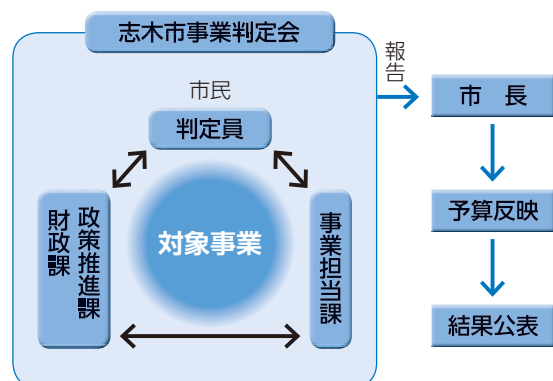 志木市事業判定会
市民
判定員
政策推進課
財政課
対象事業
事業担当課
報告
市　長
予算反映
結果公表